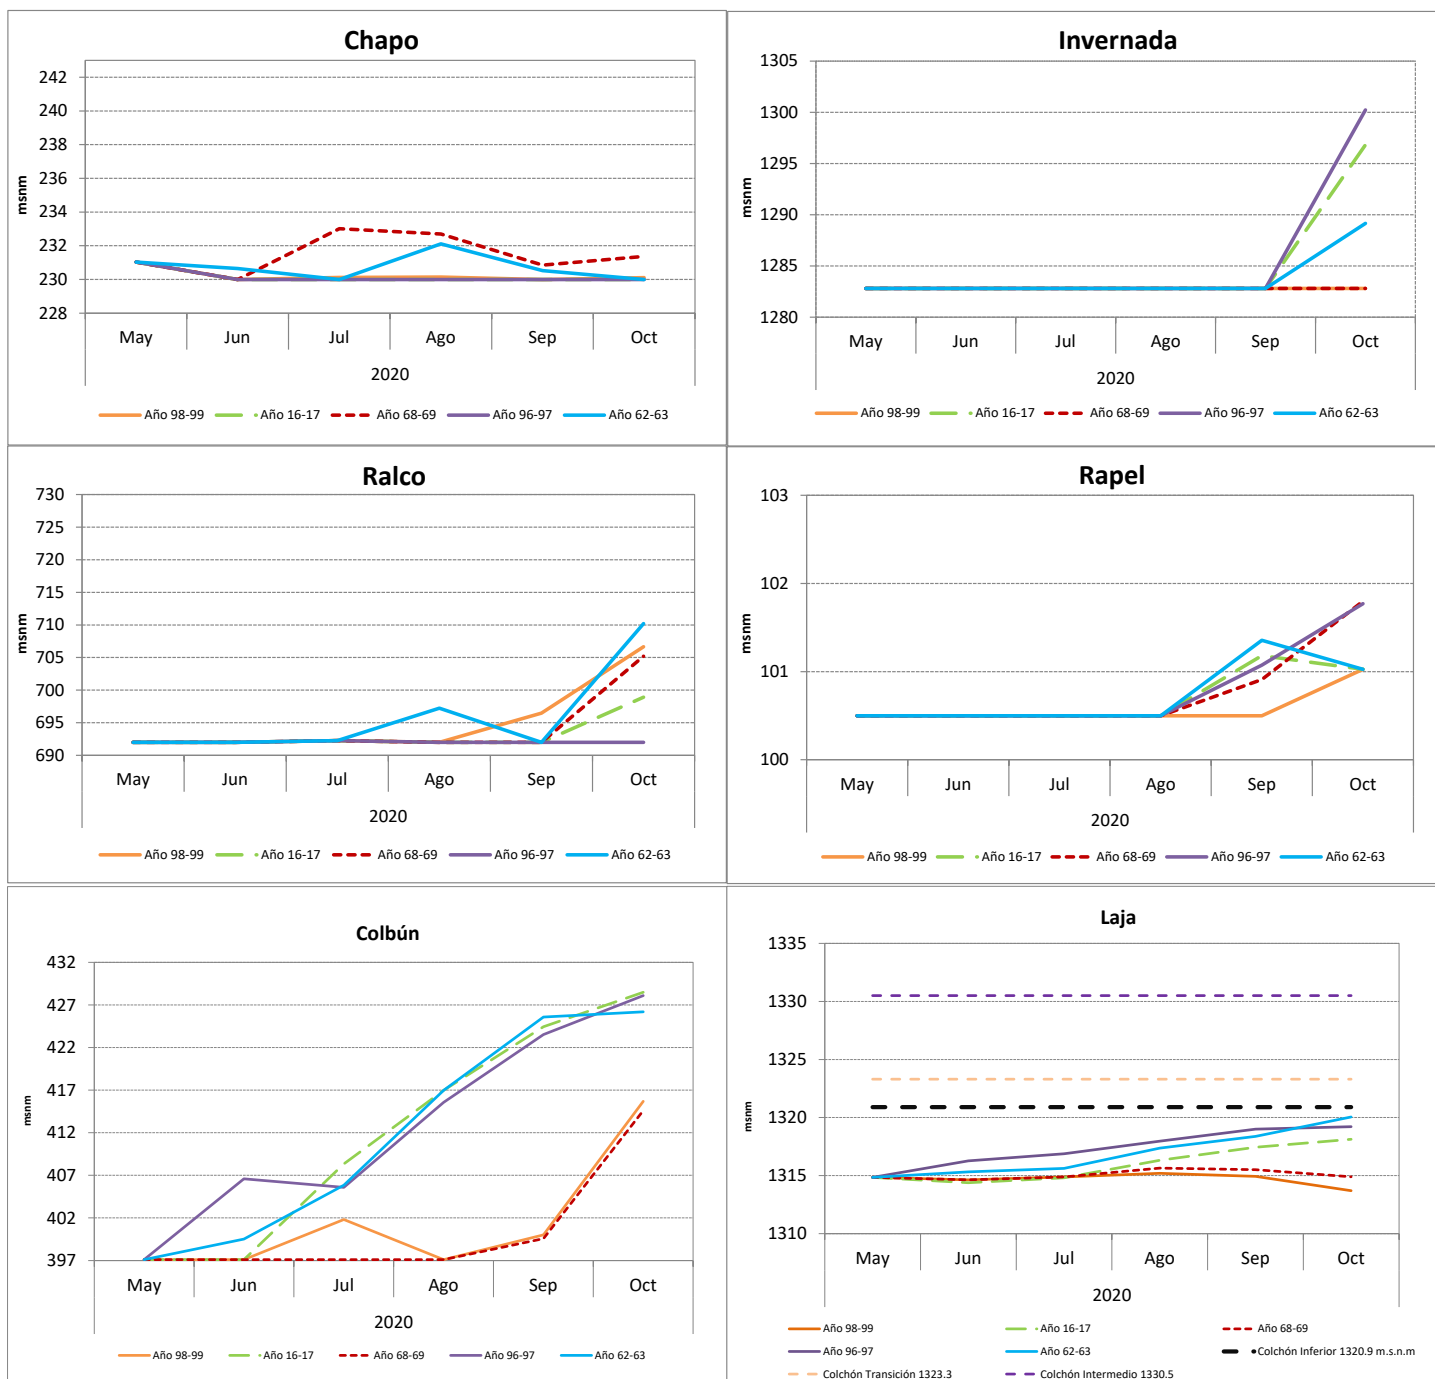 Chapo
242
240
238
236
234
232
230
228
msnm
May Jun Jul Ago Sep Oct
2020
Año 98-99 Año 16-17 Año 68-69 Año 96-97 Año 62-63
Invernada
1305
1300
1295
1290
1285
1280
msnm
May Jun Jul Ago Sep Oct
2020
Año 98-99 Año 16-17 Año 68-69 Año 96-97 Año 62-63
Ralco
730
725
720
715
710
705
700
695
690
msnm
May Jun Jul Ago Sep Oct
2020
Año 98-99 Año 16-17 Año 68-69 Año 96-97 Año 62-63
Rapel
103
102
101
100
msnm
May Jun Jul Ago Sep Oct
2020
Año 98-99 Año 16-17 Año 68-69 Año 96-97 Año 62-63
Colbún
432
427
422
417
412
407
402
397
msnm
May Jun Jul Ago Sep Oct
2020
Año 98-99 Año 16-17 Año 68-69 Año 96-97 Año 62-63
Laja
1335
1330
1325
1320
1315
1310
msnm
May Jun Jul Ago Sep Oct
2020
Año 98-99 Año 16-17 Año 68-69
Año 96-97 Año 62-63 Colchón Inferior 1320.9 m.s.n.m
Colchón Transición 1323.3 Colchón Intermedio 1330.5